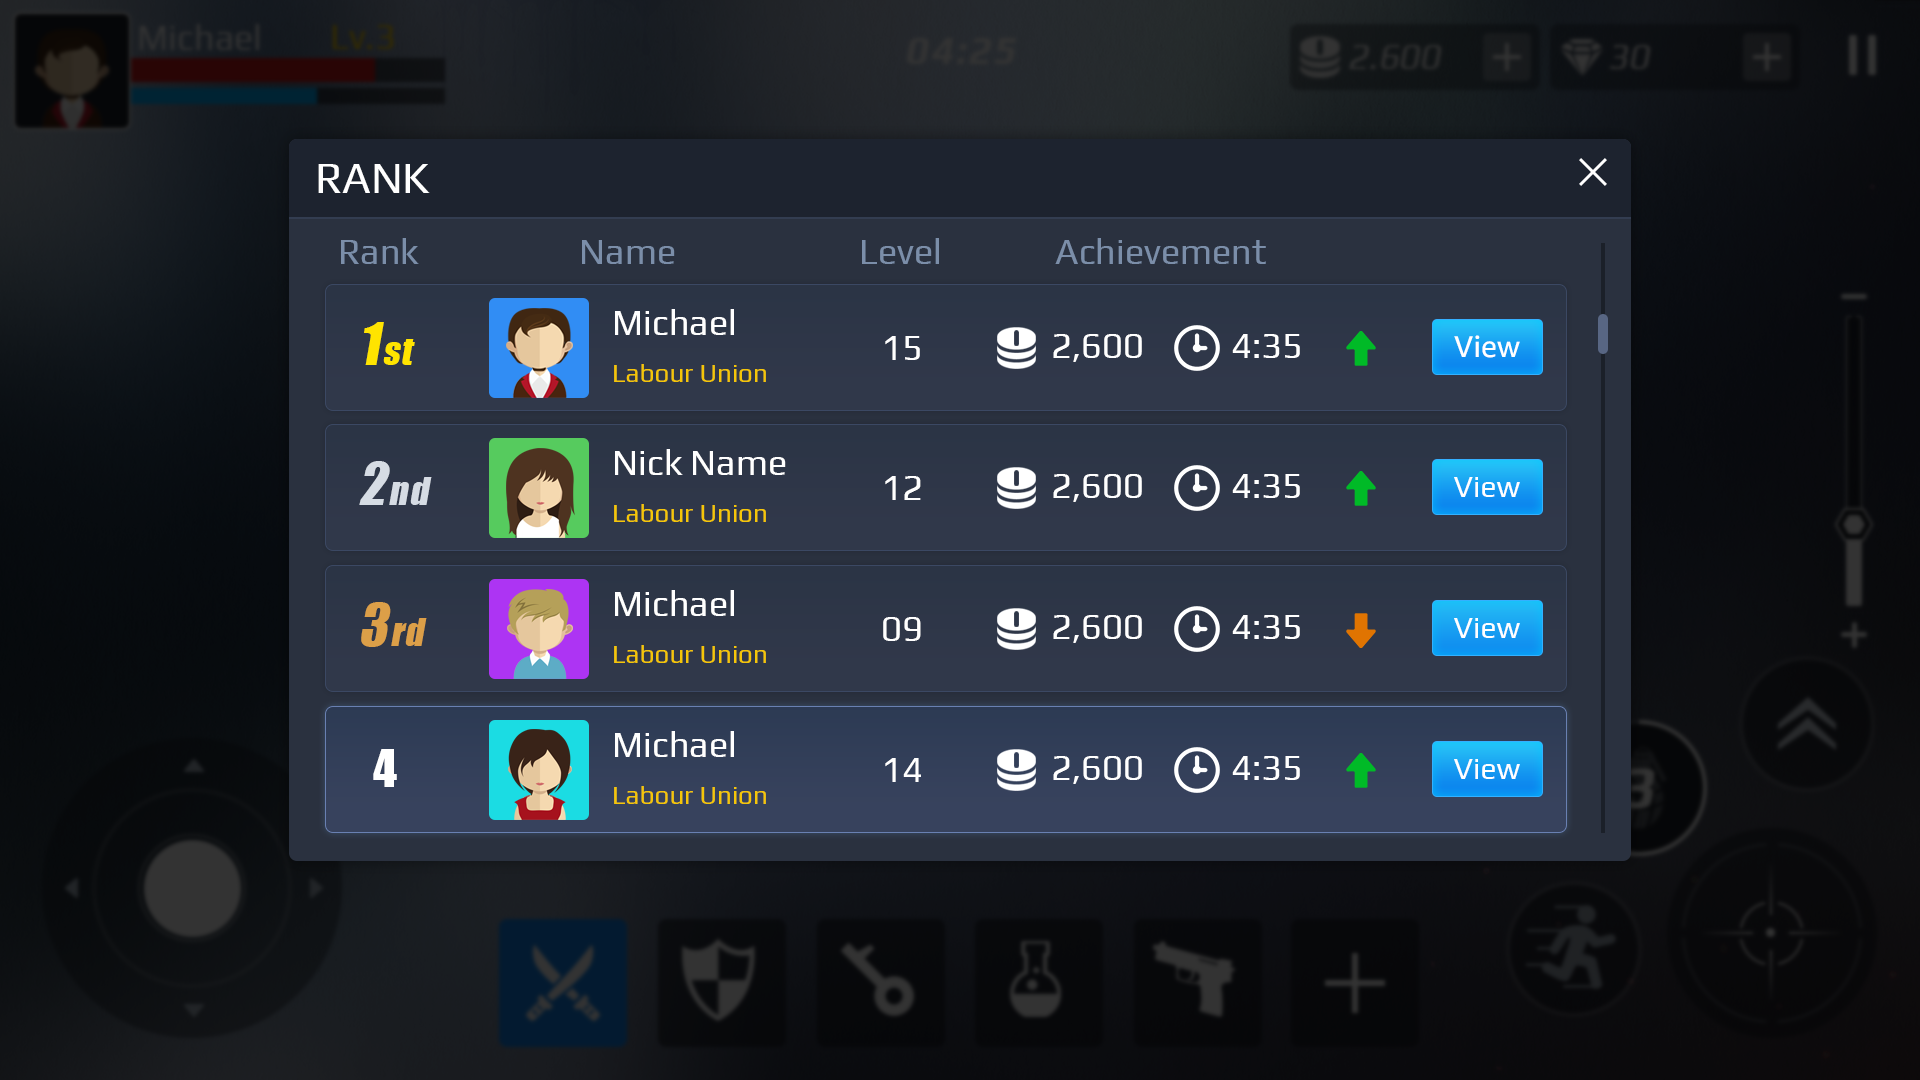 Michael Lv.3
04:25
2.600
30
RANK
Rank Name Level Achievement
1st Michael 15 2,600 4:35 View
Labour Union
2nd Nick Name 12 2,600 4:35 View
Labour Union
3rd Michael 09 2,600 4:35 View
Labour Union
4 Michael 14 2,600 4:35 View
Labour Union
3